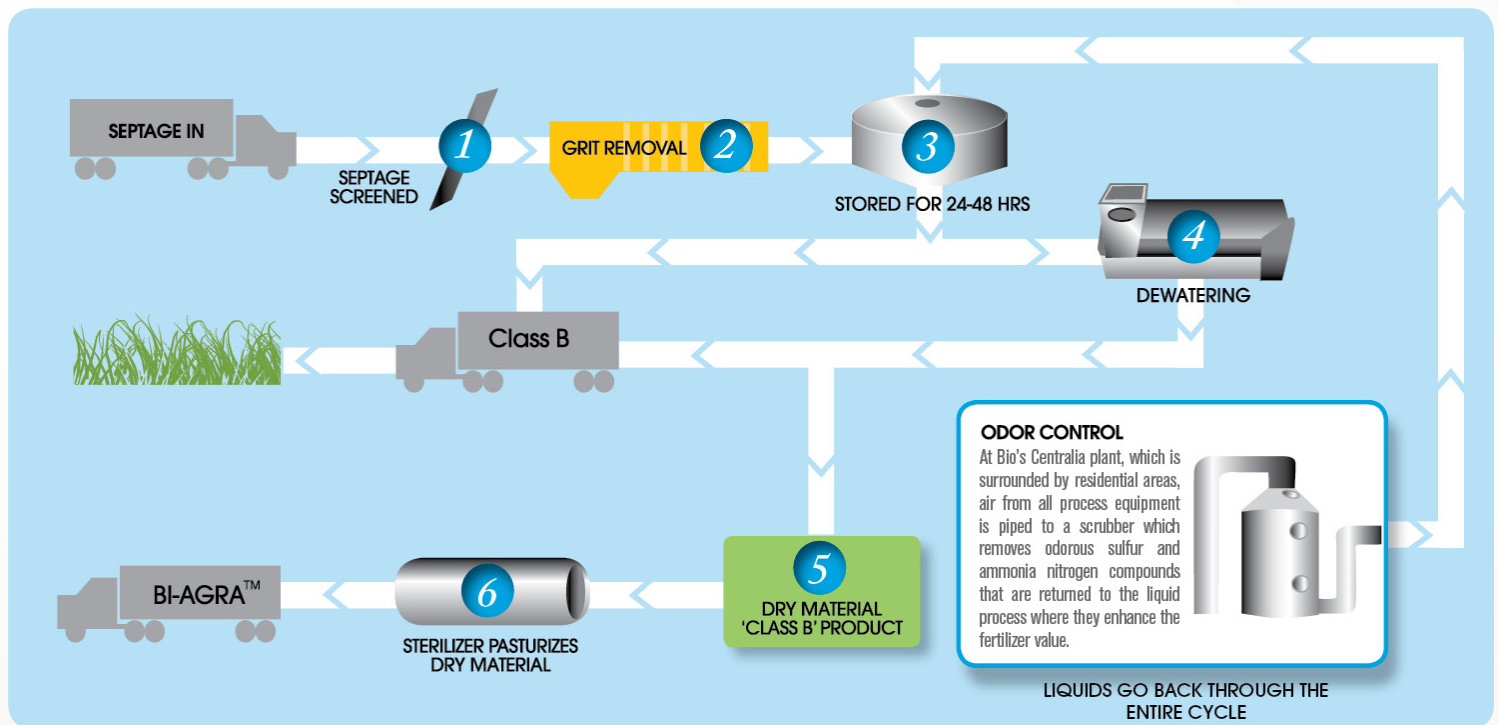 SEPTAGE IN
1
SEPTAGE
SCREENED
GRIT REMOVAL
2
3
STORED FOR 24-48 HRS
4
DEWATERING
Class B
ODOR CONTROL
At Bio's Centralia plant, which is
surrounded by residential areas,
air from all process equipment
is piped to a scrubber which
removes odorous sulfur and
ammonia nitrogen compounds
that are returned to the liquid
process where they enhance the
fertilizer value.
LIQUIDS GO BACK THROUGH THE
ENTIRE CYCLE
5
DRY MATERIAL
'CLASS B' PRODUCT
6
STERILIZER PASTURIZES
DRY MATERIAL
BI-AGRA™